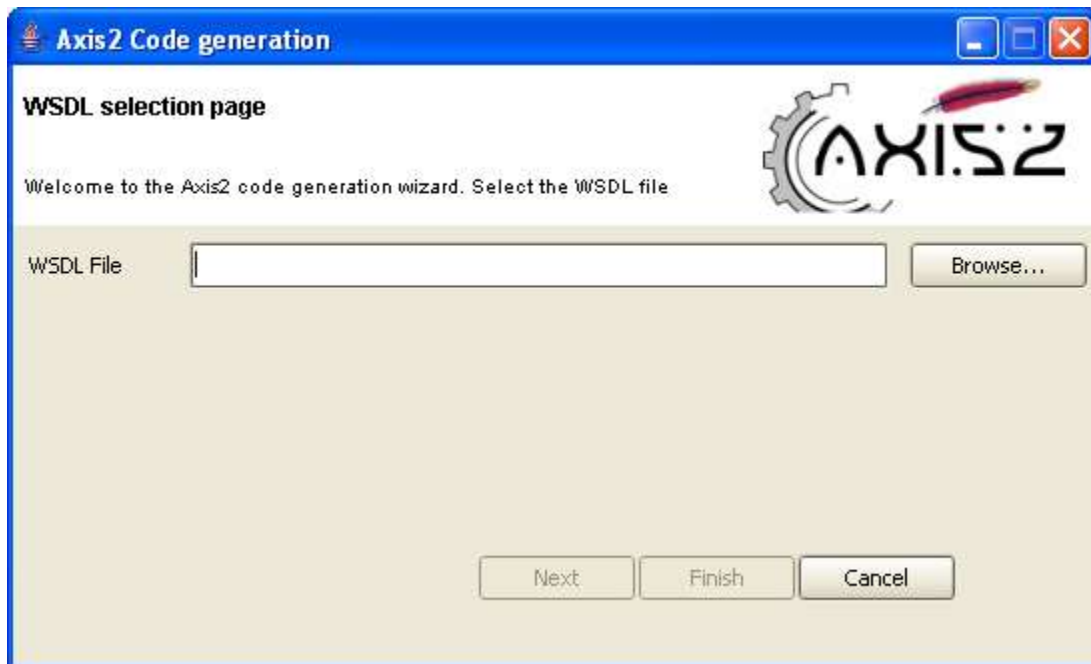 Axis2 Code generation
WSDL selection page
AXIS2
Welcome to the Axis2 code generation wizard. Select the WSDL file
WSDL File
Browse...
Next
Finish
Cancel